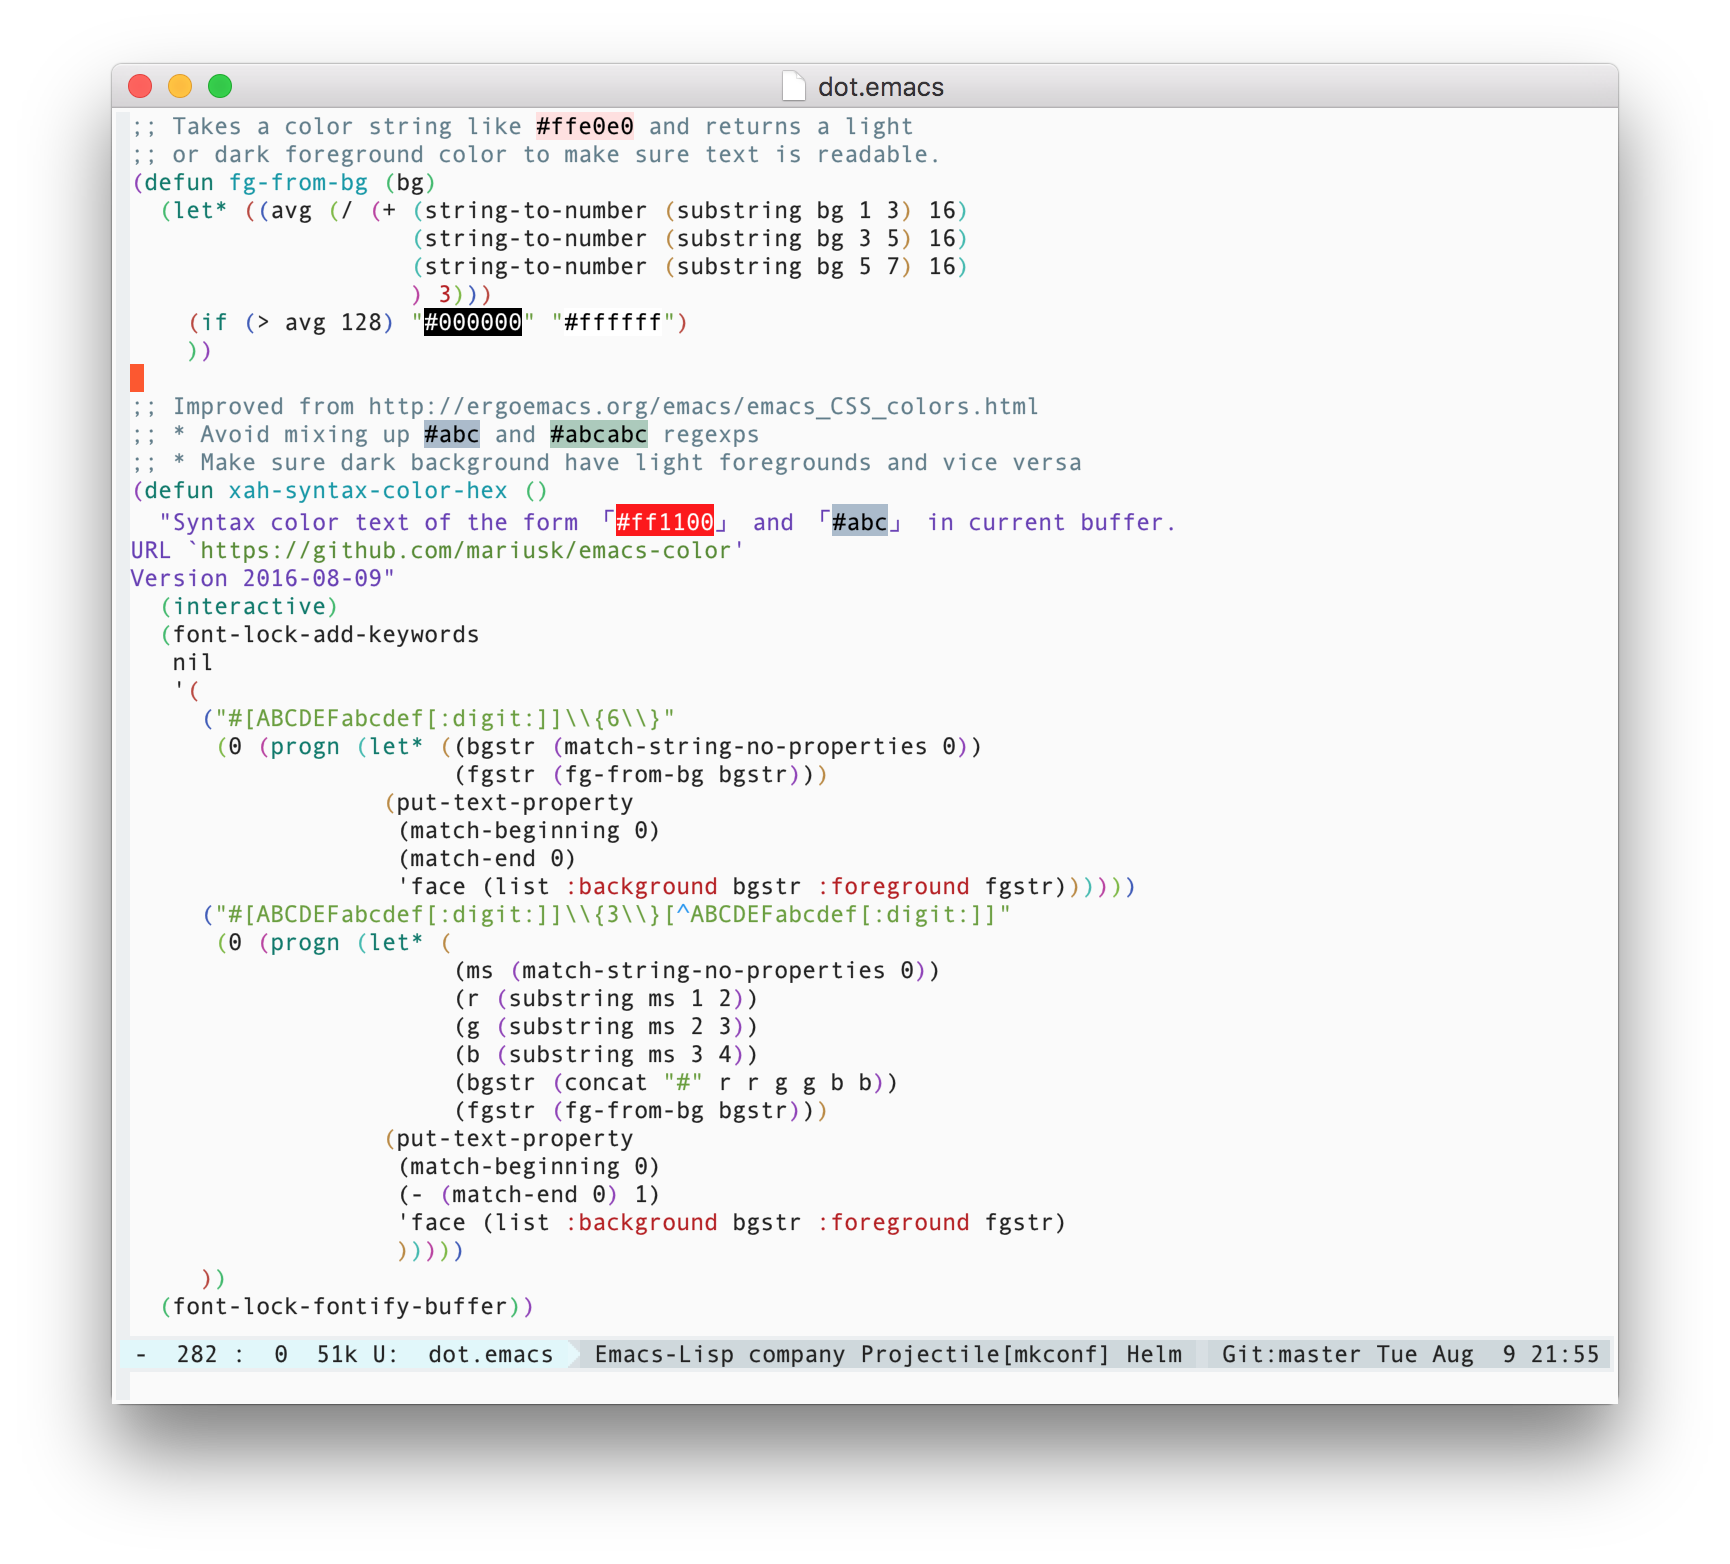 dot.emacs
;; Takes a color string like #ffe0e0 and returns a light
;; or dark foreground color to make sure text is readable.
(defun fg-from-bg (bg)
  (let* ((avg (/ (+ (string-to-number (substring bg 1 3) 16)
                    (string-to-number (substring bg 3 5) 16)
                    (string-to-number (substring bg 5 7) 16)
                    ) 3)))
    (if (> avg 128) "#000000" "#ffffff")
    ))
;; Improved from http://ergoemacs.org/emacs/emacs_CSS_colors.html
;; * Avoid mixing up #abc and #abcabc regexps
;; * Make sure dark background have light foregrounds and vice versa
(defun xah-syntax-color-hex ()
  "Syntax color text of the form 「#ff1100」 and 「#abc」 in current buffer.
URL `https://github.com/mariusk/emacs-color'
Version 2016-08-09"
  (interactive)
  (font-lock-add-keywords
   nil
   '(
     ("#[ABCDEFabcdef[:digit:]]\\{6\\}"
      (0 (progn (let* ((bgstr (match-string-no-properties 0))
                       (fgstr (fg-from-bg bgstr)))
                  (put-text-property
                   (match-beginning 0)
                   (match-end 0)
                   'face (list :background bgstr :foreground fgstr))))))
     ("#[ABCDEFabcdef[:digit:]]\\{3\\}[^ABCDEFabcdef[:digit:]]"
      (0 (progn (let* (
                       (ms (match-string-no-properties 0))
                       (r (substring ms 1 2))
                       (g (substring ms 2 3))
                       (b (substring ms 3 4))
                       (bgstr (concat "#" r r g g b b))
                       (fgstr (fg-from-bg bgstr)))
                  (put-text-property
                   (match-beginning 0)
                   (- (match-end 0) 1)
                   'face (list :background bgstr :foreground fgstr)
                   )))))
     ))
  (font-lock-fontify-buffer))
-  282 :  0  51k U:  dot.emacs  Emacs-Lisp company Projectile[mkconf] Helm  Git:master Tue Aug  9 21:55